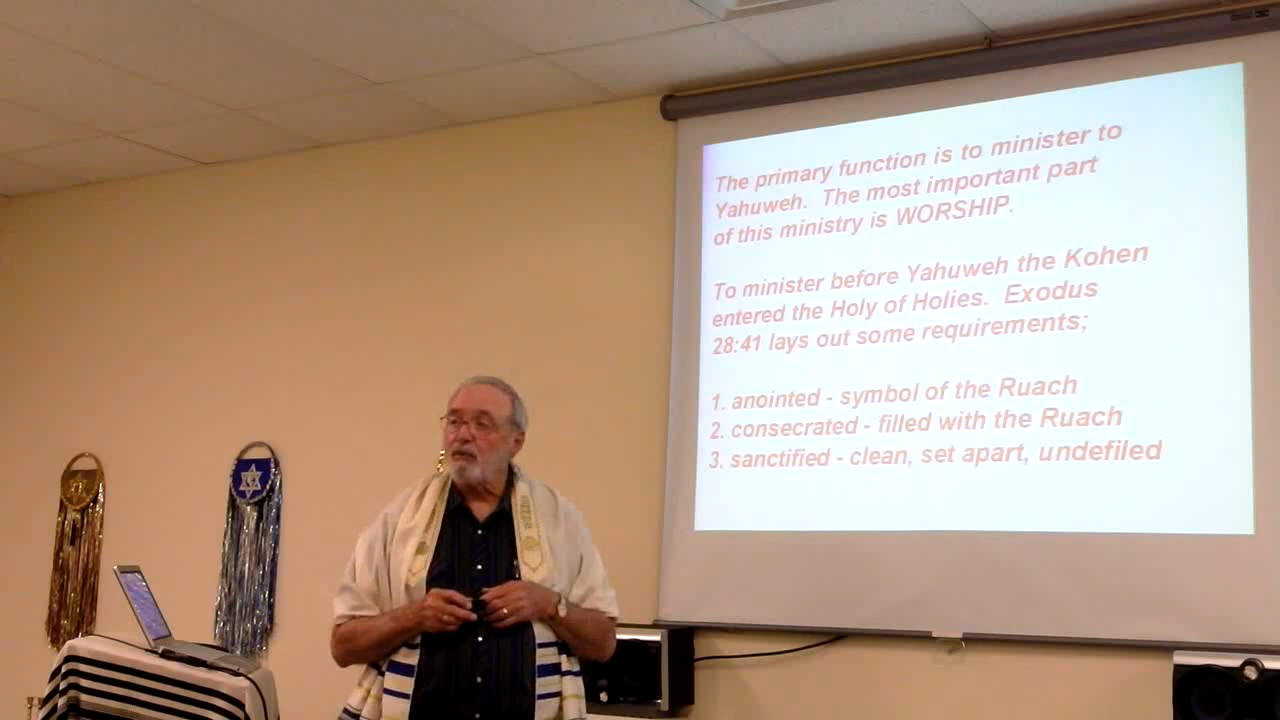 The primary function is to minister to
Yahuweh. The most important part
of this ministry is WORSHIP.
To minister before Yahuweh the Kohen
entered the Holy of Holies. Exodus
28:41 lays out some requirements;
1. anointed - symbol of the Ruach
2. consecrated - filled with the Ruach
3. sanctified - clean, set apart, undefiled